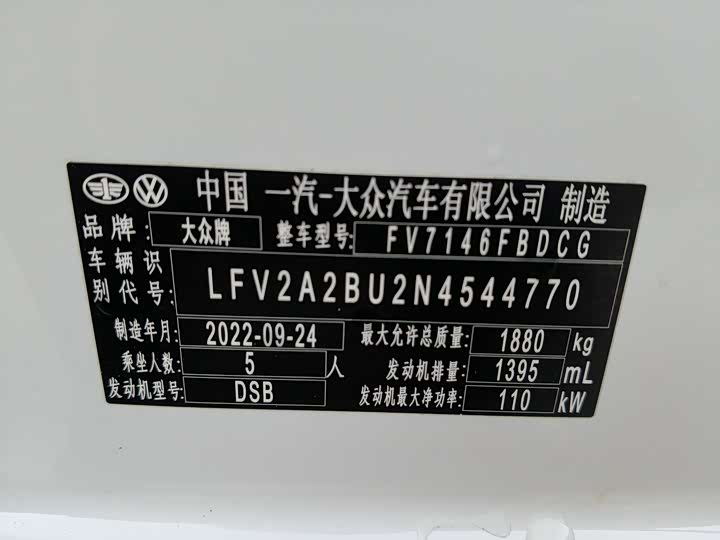 中国 一汽-大众汽车有限公司 制造
品牌: 大众牌 整车型号: FV7146FBDCG
车辆识别代号: LFV2A2BU2N4544770
制造年月: 2022-09-24 最大允许总质量: 1880 kg
乘坐人数: 5 人 发动机排量: 1395 mL
发动机型号: DSB 发动机最大净功率: 110 kW